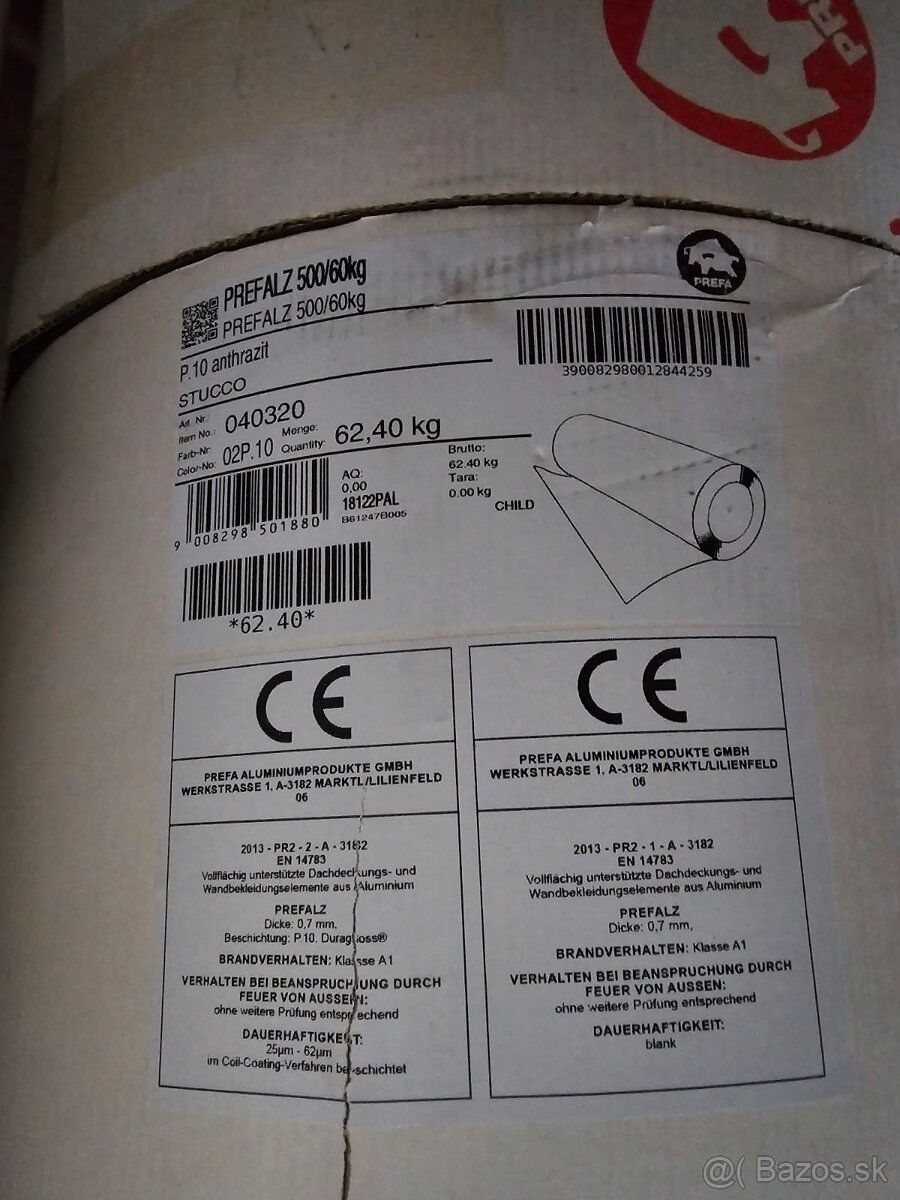 PR
PREFALZ 500/60kg
PREFALZ 500/60kg
PREFA
P.10 anthrazit
STUCCO
390082980012844259
Art. Nr.:
Item No.: 040320
Farb-Nr:
Color-No: 02P.10
Menge:
Quantity: 62,40 kg
Brutto:
62.40 kg
Tara:
0.00 kg
CHILD
AQ:
0,00
18122PAL
B61247B005
9 008298 501880
*62.40*
CE
PREFA ALUMINIUMPRODUKTE GMBH
WERKSTRASSE 1, A-3182 MARKTL/LILIENFELD
06
2013 - PR2 - 2 - A - 3182
EN 14783
Vollflächig unterstützte Dachdeckungs- und
Wandbekleidungselemente aus Aluminium
PREFALZ
Dicke: 0,7 mm,
Beschichtung: P.10. Duragloss®
BRANDVERHALTEN: Klasse A1
VERHALTEN BEI BEANSPRUCHUNG DURCH
FEUER VON AUSSEN:
ohne weitere Prüfung entsprechend
DAUERHAFTIGKEIT:
25µm - 62µm
im Coil-Coating-Verfahren beschichtet
CE
PREFA ALUMINIUMPRODUKTE GMBH
WERKSTRASSE 1, A-3182 MARKTL/LILIENFELD
06
2013 - PR2 - 1 - A - 3182
EN 14783
Vollflächig unterstützte Dachdeckungs- und
Wandbekleidungselemente aus Aluminium
PREFALZ
Dicke: 0,7 mm,
BRANDVERHALTEN: Klasse A1
VERHALTEN BEI BEANSPRUCHUNG DURCH
FEUER VON AUSSEN:
ohne weitere Prüfung entsprechend
DAUERHAFTIGKEIT:
blank
@( Bazos.sk